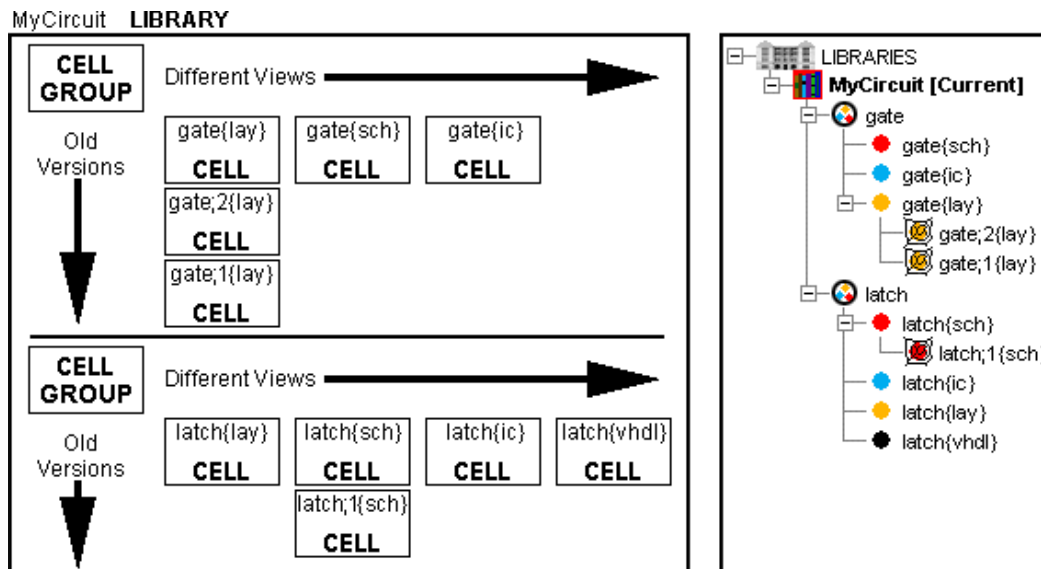 MyCircuit LIBRARY
CELL
GROUP
Different Views
Old
Versions
gate{lay}
CELL
gate{sch}
CELL
gate{ic}
CELL
gate;2{lay}
CELL
gate;1{lay}
CELL
CELL
GROUP
Different Views
Old
Versions
latch{lay}
CELL
latch{sch}
CELL
latch{ic}
CELL
latch{vhdl}
CELL
latch;1{sch}
CELL
LIBRARIES
MyCircuit [Current]
gate
gate{sch}
gate{ic}
gate{lay}
gate;2{lay}
gate;1{lay}
latch
latch{sch}
latch;1{sch}
latch{ic}
latch{lay}
latch{vhdl}